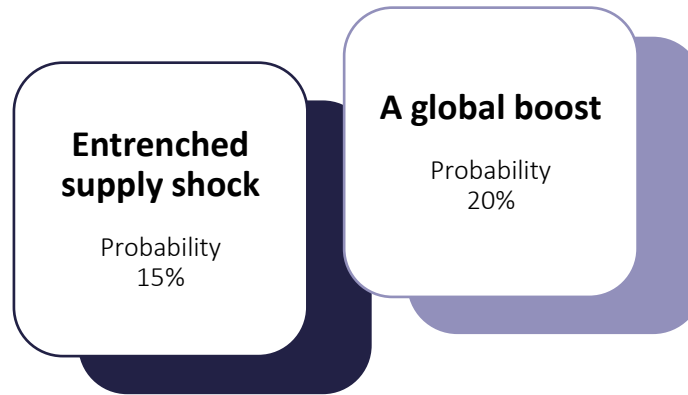 Entrenched
supply shock
Probability
15%
A global boost
Probability
20%